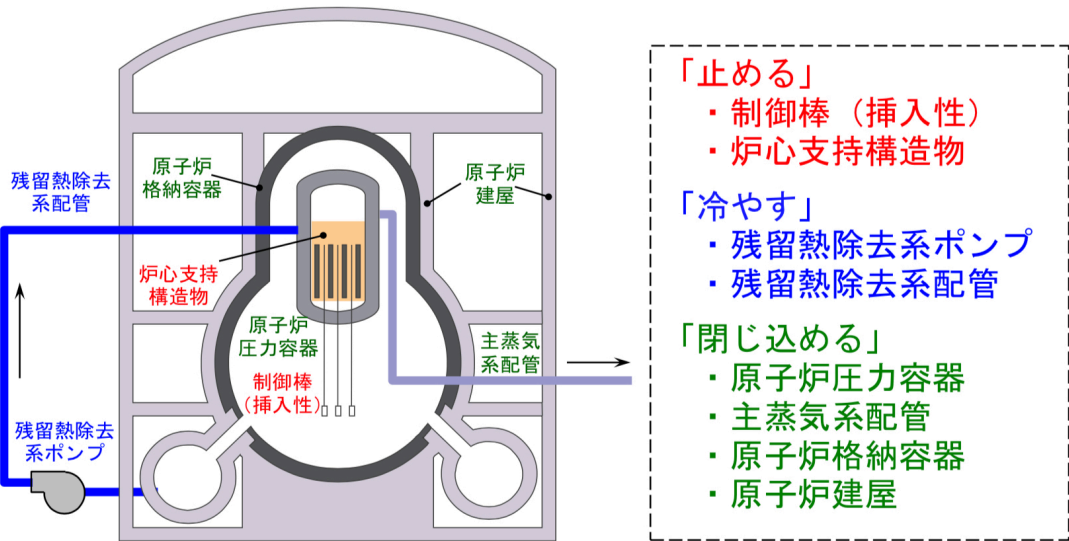 原子炉
格納容器
原子炉
建屋
残留熱除去
系配管
炉心支持
構造物
原子炉
圧力容器
主蒸気
系配管
制御棒
(挿入性)
残留熱除去
系ポンプ
「止める」
・制御棒（挿入性）
・炉心支持構造物
「冷やす」
・残留熱除去系ポンプ
・残留熱除去系配管
「閉じ込める」
・原子炉圧力容器
・主蒸気系配管
・原子炉格納容器
・原子炉建屋